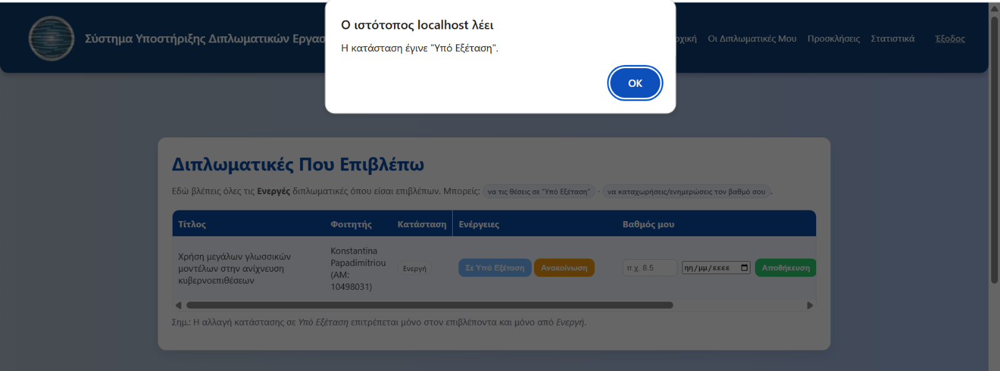 Ο ιστότοπος localhost λέει
Η κατάσταση έγινε "Υπό Εξέταση".
OK
Σύστημα Υποστήριξης Διπλωματικών Εργασ
ρχική Οι Διπλωματικές Μου Προσκλήσεις Στατιστικά Έξοδος
Διπλωματικές Που Επιβλέπω
Εδώ βλέπεις όλες τις Ενεργές διπλωματικές όπου είσαι επιβλέπων. Μπορείς: να τις θέσεις σε “Υπό Εξέταση” · να καταχωρήσεις/ενημερώσεις τον βαθμό σου .
Τίτλος Φοιτητής Κατάσταση Ενέργειες Βαθμός μου
Χρήση μεγάλων γλωσσικών
μοντέλων στην ανίχνευση
κυβερνοεπιθέσεων
Konstantina
Papadimitriou
(AM:
10498031)
Ενεργή
Σε Υπό Εξέταση Ανακοίνωση
π.χ. 8.5 ηη/μμ/εεεε Αποθήκευση
Σημ.: Η αλλαγή κατάστασης σε Υπό Εξέταση επιτρέπεται μόνο στον επιβλέποντα και μόνο από Ενεργή.